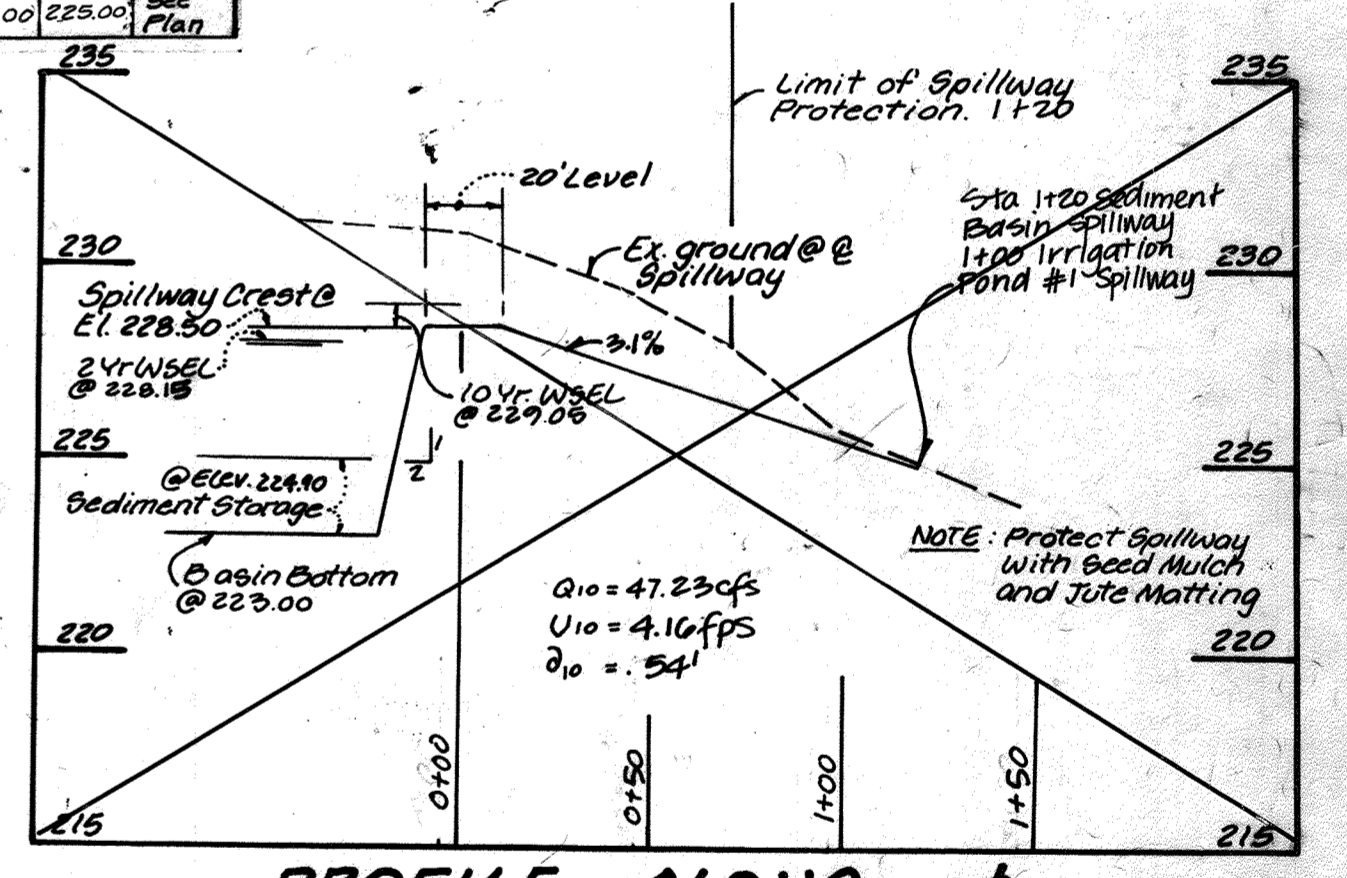 00 225.00 See
Plan
235
235
Limit of Spillway
Protection. 1+20
20' Level
Sta 1+20 Sediment
Basin Spillway
1+00 Irrigation
Pond #1 Spillway
Ex. ground @ ℄
Spillway
230
230
Spillway Crest @
El. 228.50
2 Yr WSEL
@ 228.15
3.1%
10 Yr. WSEL
@ 229.05
225
225
1
2
@ Elev. 224.90
Sediment Storage
NOTE: Protect Spillway
with Seed Mulch
and Jute Matting
Basin Bottom
@ 223.00
Q10 = 47.23 cfs
V10 = 4.16 fps
d10 = .54'
220
220
0+00
0+50
1+00
1+50
215
215
PROFILE ALONG